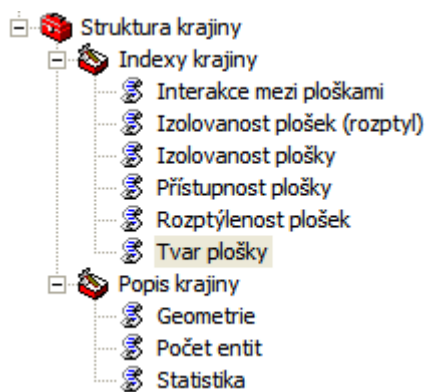 Struktura krajiny
Indexy krajiny
Interakce mezi ploškami
Izolovanost plošek (rozptyl)
Izolovanost plošky
Přístupnost plošky
Rozptýlenost plošek
Tvar plošky
Popis krajiny
Geometrie
Počet entit
Statistika